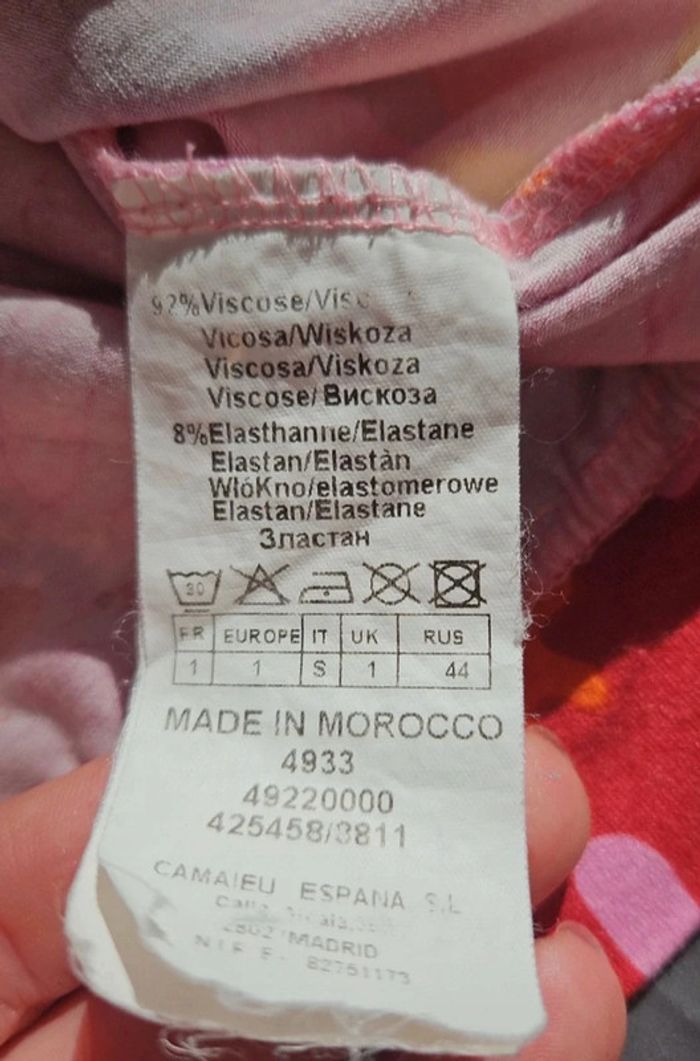 92%Viscose/Visc
Vicosa/Wiskoza
Viscosa/Viskoza
Viscose/Вискоза
8%Elasthanne/Elastane
Elastan/Elastàn
WłóKno/elastomerowe
Elastan/Elastane
Эластан
30
FR EUROPE IT UK RUS
1 1 S 1 44
MADE IN MOROCCO
4933
49220000
425458/3811
CAMAIEU ESPANA S.L
MADRID
82751173